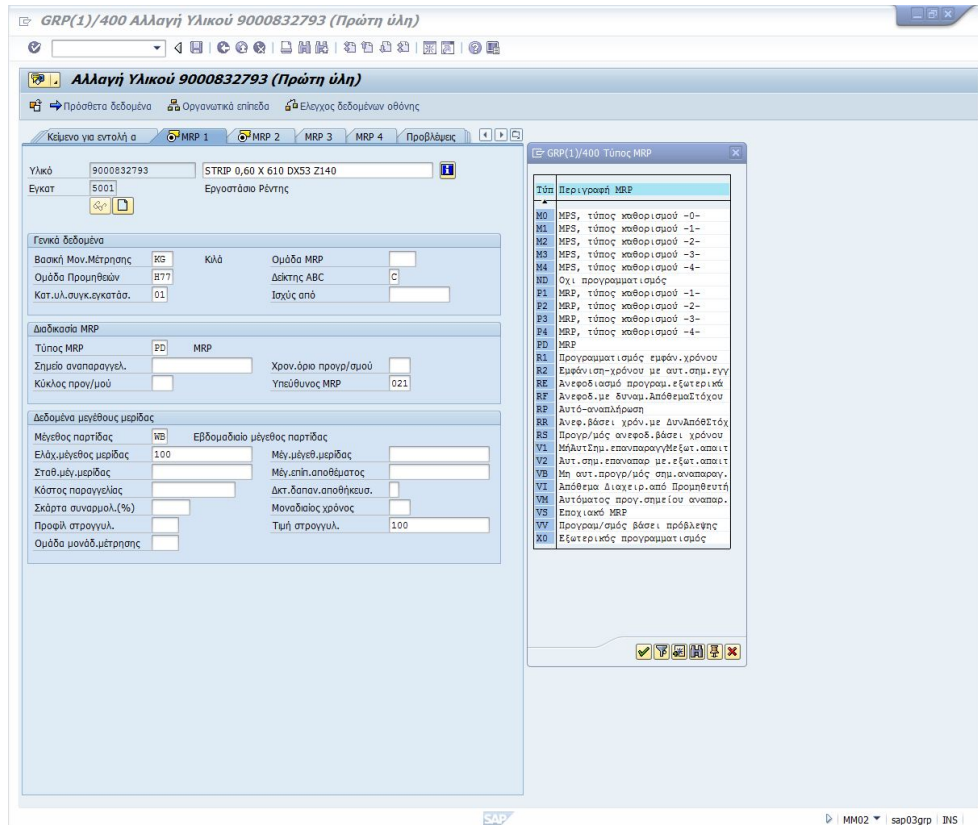 GRP(1)/400 Αλλαγή Υλικού 9000832793 (Πρώτη ύλη)
Αλλαγή Υλικού 9000832793 (Πρώτη ύλη)
Πρόσθετα δεδομένα Οργανωτικά επίπεδα Ελεγχος δεδομένων οθόνης
Κείμενο για εντολή α MRP 1 MRP 2 MRP 3 MRP 4 Προβλέψεις
Υλικό 9000832793 STRIP 0,60 X 610 DX53 Z140
Εγκατ 5001 Εργοστάσιο Ρέντης
Γενικά δεδομένα
Βασική Μον.Μέτρησης KG Κιλά Ομάδα MRP
Ομάδα Προμηθειών H77 Δείκτης ABC C
Κατ.υλ.συγκ.εγκατάσ. 01 Ισχύς από
Διαδικασία MRP
Τύπος MRP PD MRP
Σημείο αναπαραγγελ. Χρον.όριο προγρ/σμού
Κύκλος προγ/μού Υπεύθυνος MRP 021
Δεδομένα μεγέθους μερίδας
Μέγεθος παρτίδας WB Εβδομαδιαίο μέγεθος παρτίδας
Ελάχ.μέγεθος μερίδας 100 Μέγ.μέγεθ.μερίδας
Σταθ.μέγ.μερίδας Μέγ.επίπ.αποθέματος
Κόστος παραγγελίας Δκτ.δαπαν.αποθήκευσ.
Σκάρτα συναρμολ.(%) Μοναδιαίος χρόνος
Προφίλ στρογγυλ. Τιμή στρογγυλ. 100
Ομάδα μονάδ.μέτρησης
GRP(1)/400 Τύπος MRP
Τύπ Περιγραφή MRP
M0 MPS, τύπος καθορισμού -0-
M1 MPS, τύπος καθορισμού -1-
M2 MPS, τύπος καθορισμού -2-
M3 MPS, τύπος καθορισμού -3-
M4 MPS, τύπος καθορισμού -4-
ND Οχι προγραμματισμός
P1 MRP, τύπος καθορισμού -1-
P2 MRP, τύπος καθορισμού -2-
P3 MRP, τύπος καθορισμού -3-
P4 MRP, τύπος καθορισμού -4-
PD MRP
R1 Προγραμματισμός εμφάν.χρόνου
R2 Εμφάνιση-χρόνου με αυτ.σημ.εγγ
RE Ανεφοδιασμό προγραμ.εξωτερικά
RF Ανεφοδ.με δυναμ.ΑπόθεμαΣτόχου
RP Αυτό-αναπλήρωση
RR Ανεφ.βάσει χρόν.με ΔυνΑπόθΣτόχ
RS Προγρ/μός ανεφοδ.βάσει χρόνου
V1 ΜήΑυτΣημ.επανπαραγγΜεξωτ.απαιτ
V2 Αυτ.σημ.επαναπαρ με.εξωτ.απαιτ
VB Μη αυτ.προγρ/μός σημ.αναπαραγ.
VI Απόθεμα Διαχειρ.από Προμηθευτή
VM Αυτόματος προγ.σημείου αναπαρ.
VS Εποχιακό MRP
VV Προγραμ/σμός βάσει πρόβλεψης
X0 Εξωτερικός προγραμματισμός
SAP MM02 sap03grp INS